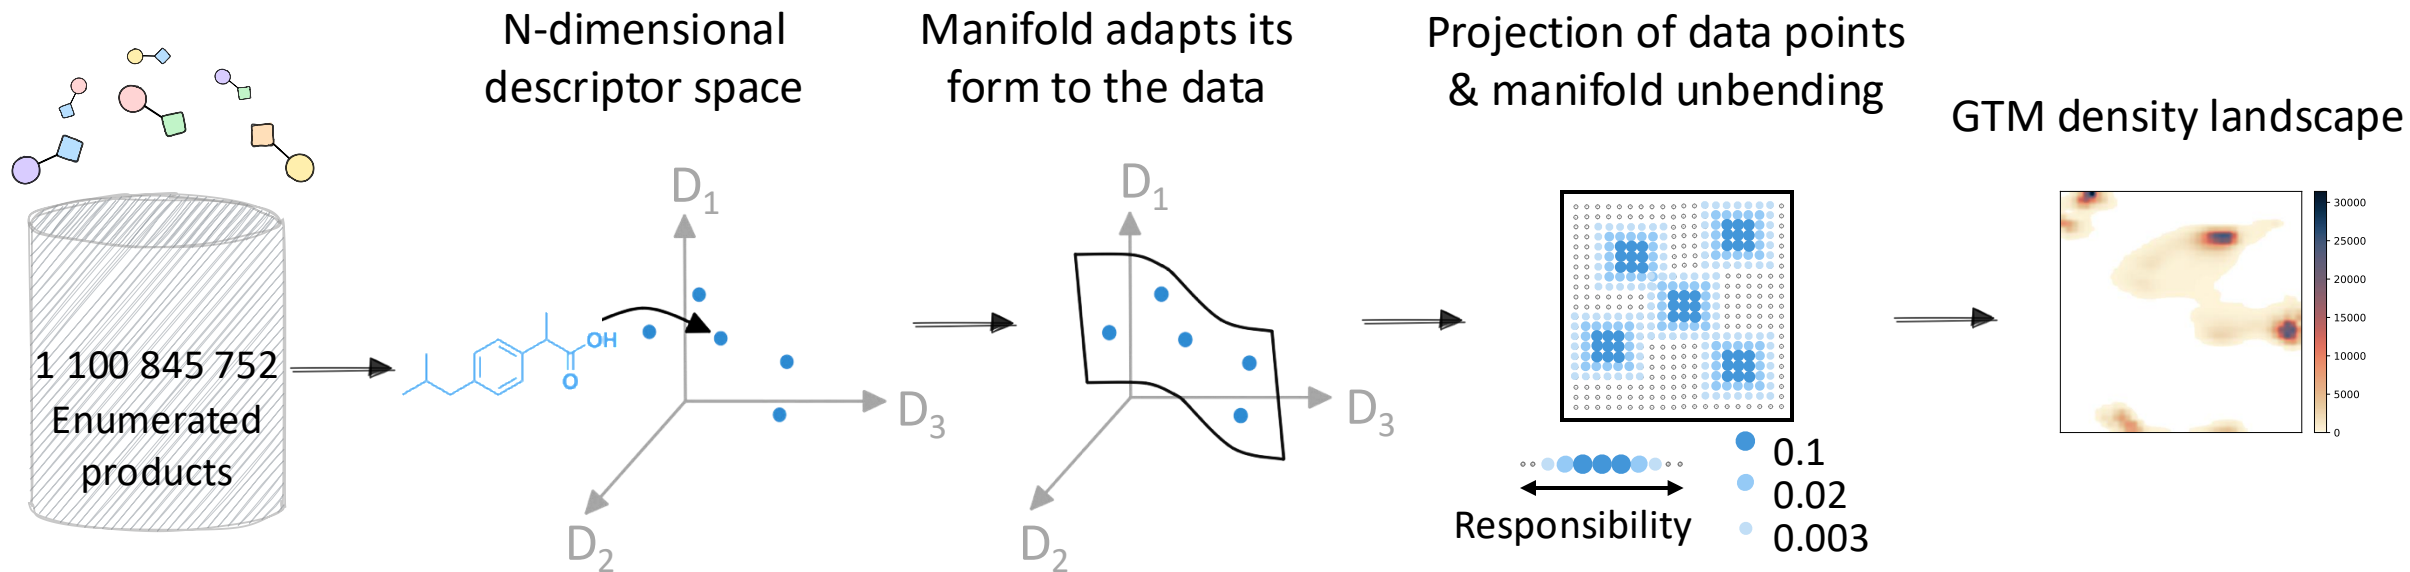 N-dimensional
descriptor space
Manifold adapts its
form to the data
Projection of data points
& manifold unbending
GTM density landscape
1 100 845 752
Enumerated
products
OH
O
D1
D3
D2
D1
D3
D2
Responsibility
0.1
0.02
0.003
30000
25000
20000
15000
10000
5000
0